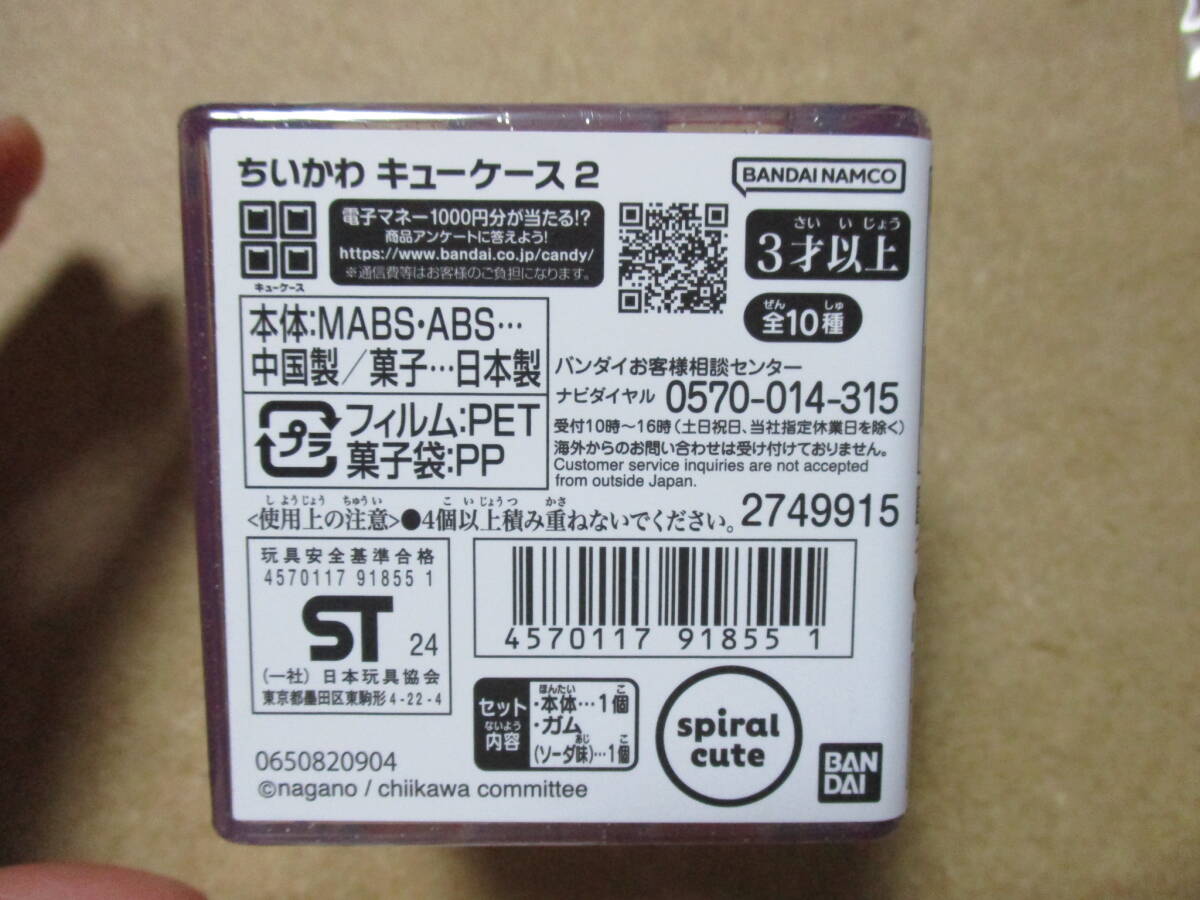 ちいかわ キューケース2
BANDAI NAMCO
キューケース
電子マネー1000円分が当たる!?
商品アンケートに答えよう!
https://www.bandai.co.jp/candy/
※通信費等はお客様のご負担になります。
さい い じょう
3才以上
ぜん しゅ
全10種
本体:MABS・ABS…
中国製/菓子…日本製
プラ
フィルム:PET
菓子袋:PP
バンダイお客様相談センター
ナビダイヤル 0570-014-315
受付10時~16時(土日祝日、当社指定休業日を除く)
海外からのお問い合わせは受け付けておりません。
Customer service inquiries are not accepted
from outside Japan.
しようじょう ちゅうい こ いじょうつ かさ
<使用上の注意>●4個以上積み重ねないでください。
2749915
玩具安全基準合格
4570117 91855 1
ST 24
(一社)日本玩具協会
東京都墨田区東駒形4-22-4
4570117 91855 1
セット
ないよう
内容
ほんたい こ
・本体…1個
・ガム
あじ こ
(ソーダ味)…1個
spiral
cute
BAN
DAI
0650820904
©nagano / chiikawa committee